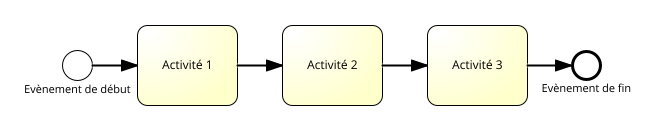 Evènement de début
Activité 1
Activité 2
Activité 3
Evènement de fin